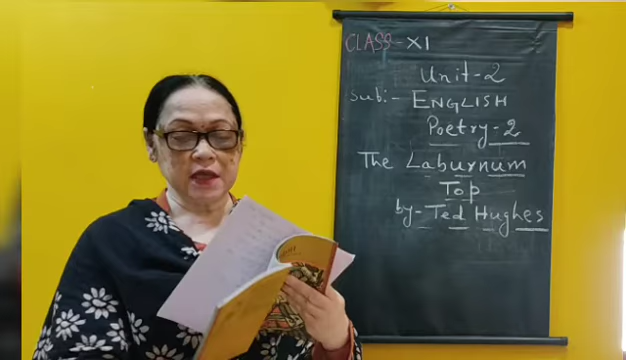 CLASS - XI
Unit - 2
Sub:- ENGLISH
Poetry - 2
The Laburnum
Top
by- Ted Hughes